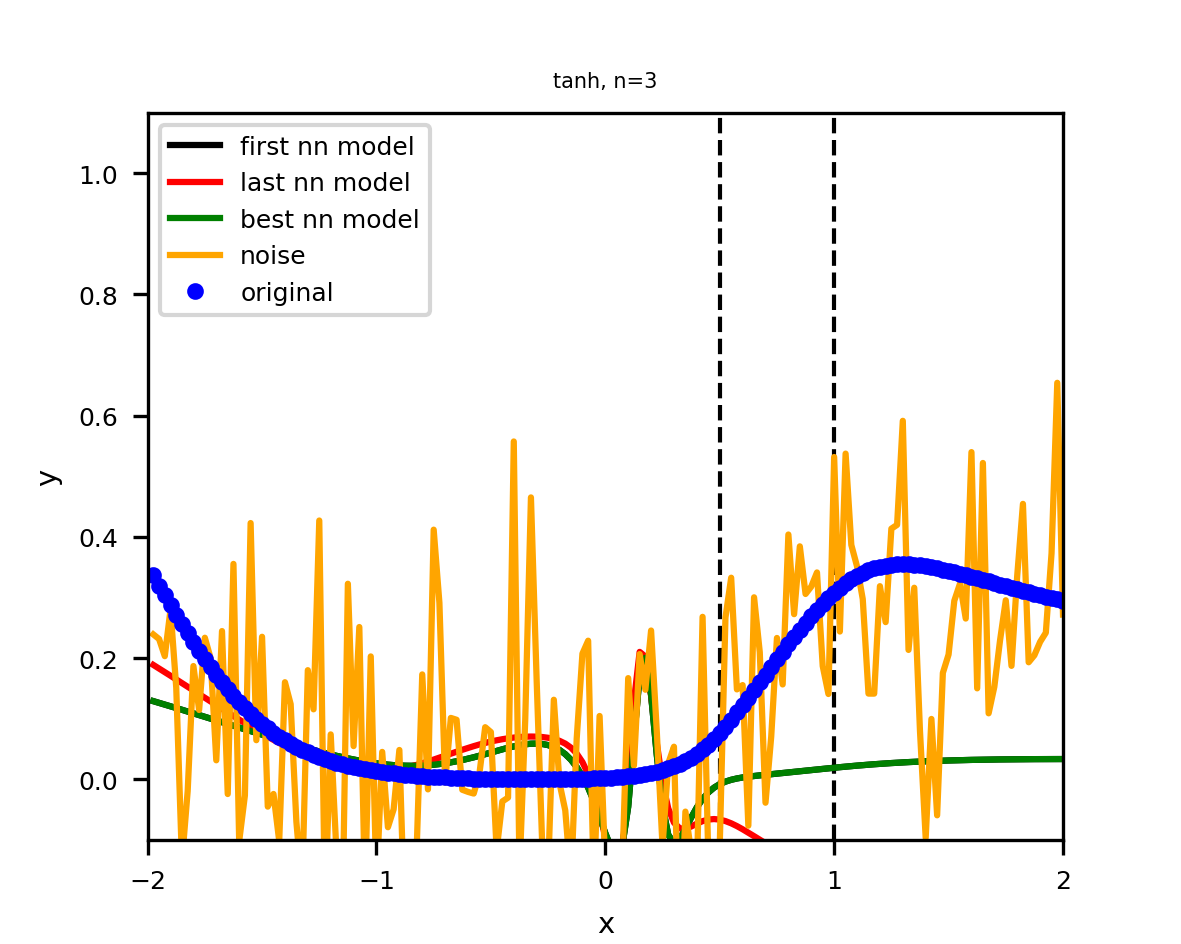 tanh, n=3
first nn model
last nn model
best nn model
noise
original
1.0
0.8
0.6
0.4
0.2
0.0
y
−2
−1
0
1
2
x